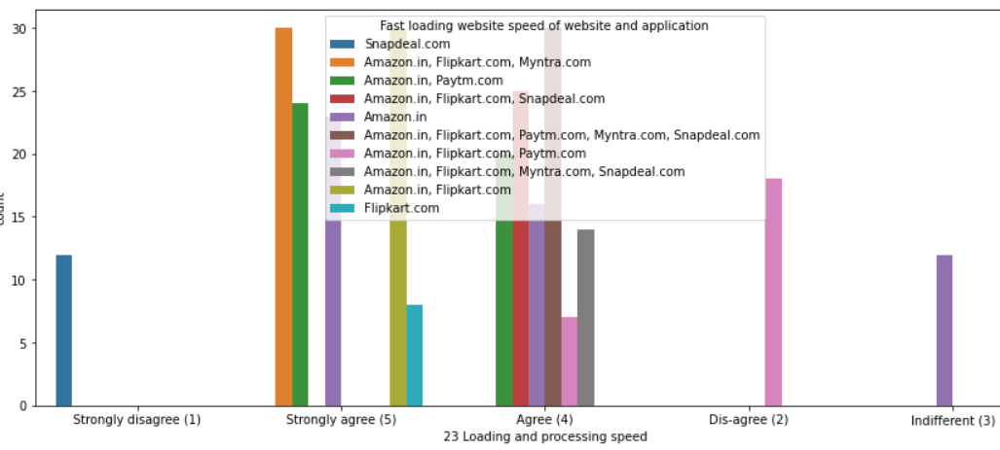 Fast loading website speed of website and application
Snapdeal.com
Amazon.in, Flipkart.com, Myntra.com
Amazon.in, Paytm.com
Amazon.in, Flipkart.com, Snapdeal.com
Amazon.in
Amazon.in, Flipkart.com, Paytm.com, Myntra.com, Snapdeal.com
Amazon.in, Flipkart.com, Paytm.com
Amazon.in, Flipkart.com, Myntra.com, Snapdeal.com
Amazon.in, Flipkart.com
Flipkart.com
30
25
20
15
10
5
0
count
Strongly disagree (1)
Strongly agree (5)
Agree (4)
Dis-agree (2)
Indifferent (3)
23 Loading and processing speed